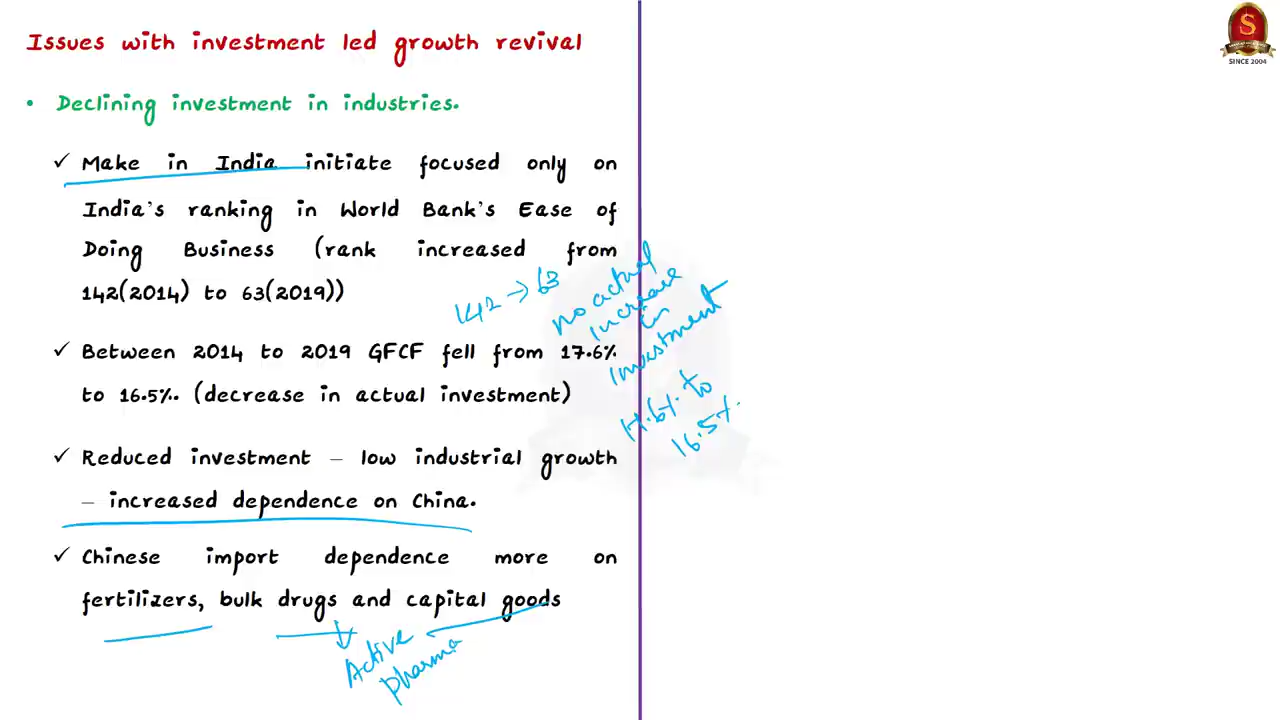 Issues with investment led growth revival
S
SINCE 2004
• Declining investment in industries.
✓ Make in India initiate focused only on
India's ranking in World Bank's Ease of
Doing Business (rank increased from
142(2014) to 63(2019))
142 → 63
no actual
increase
in
investment
✓ Between 2014 to 2019 GFCF fell from 17.6%
to 16.5%. (decrease in actual investment)
17.6% to
16.5%.
✓ Reduced investment – low industrial growth
– increased dependence on China.
✓ Chinese import dependence more on
fertilizers, bulk drugs and capital goods
Active
pharma